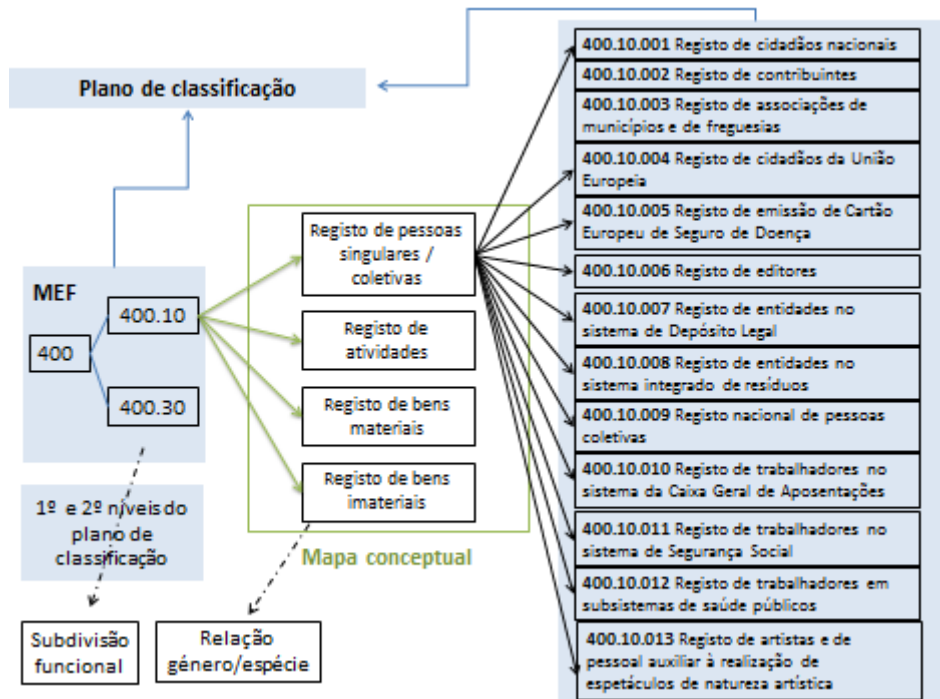 Plano de classificação
MEF
400
400.10
400.30
1º e 2º níveis do
plano de
classificação
Subdivisão
funcional
Relação
género/espécie
Registo de pessoas
singulares /
coletivas
Registo de
atividades
Registo de bens
materiais
Registo de bens
imateriais
Mapa conceptual
400.10.001 Registo de cidadãos nacionais
400.10.002 Registo de contribuintes
400.10.003 Registo de associações de
municípios e de freguesias
400.10.004 Registo de cidadãos da União
Europeia
400.10.005 Registo de emissão de Cartão
Europeu de Seguro de Doença
400.10.006 Registo de editores
400.10.007 Registo de entidades no
sistema de Depósito Legal
400.10.008 Registo de entidades no
sistema integrado de resíduos
400.10.009 Registo nacional de pessoas
coletivas
400.10.010 Registo de trabalhadores no
sistema da Caixa Geral de Aposentações
400.10.011 Registo de trabalhadores no
sistema de Segurança Social
400.10.012 Registo de trabalhadores em
subsistemas de saúde públicos
400.10.013 Registo de artistas e de
pessoal auxiliar à realização de
espetáculos de natureza artística